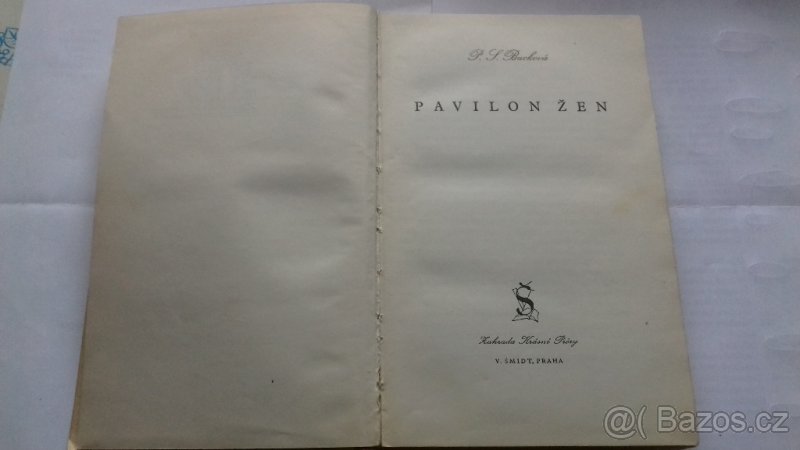 P. S. Bucková
PAVILON ŽEN
Š
Zahrada Krásné Prózy
V. ŠMIDT, PRAHA
@( Bazos.cz